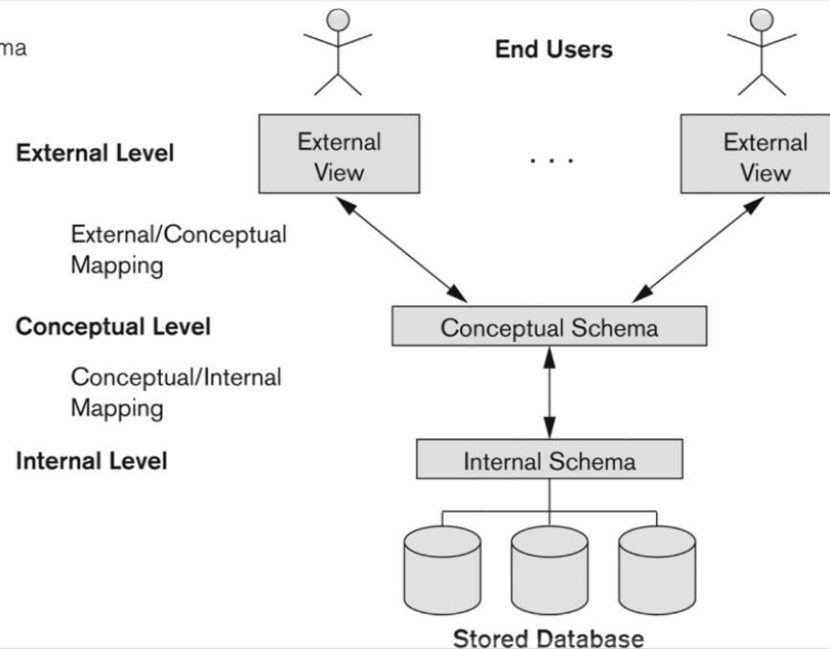 ma
End Users
External Level
External
View
. . .
External
View
External/Conceptual
Mapping
Conceptual Level
Conceptual Schema
Conceptual/Internal
Mapping
Internal Level
Internal Schema
Stored Database